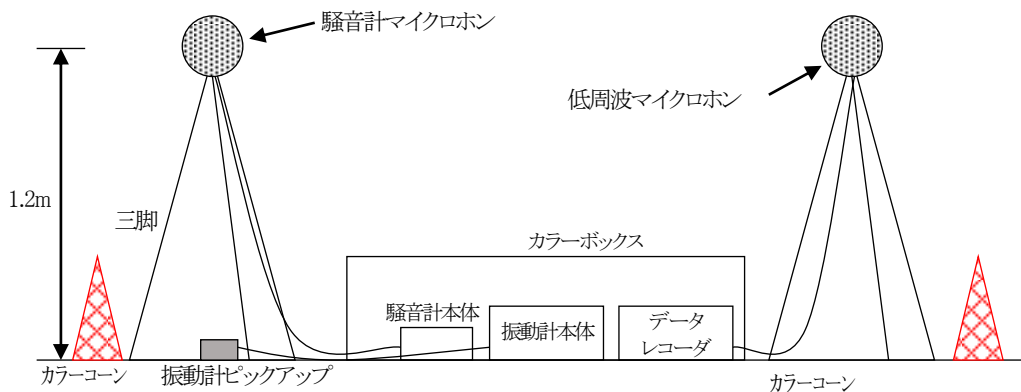 騒音計マイクロホン
低周波マイクロホン
1.2m
三脚
カラーボックス
騒音計本体
振動計本体
データ
レコーダ
カラーコーン
振動計ピックアップ
カラーコーン